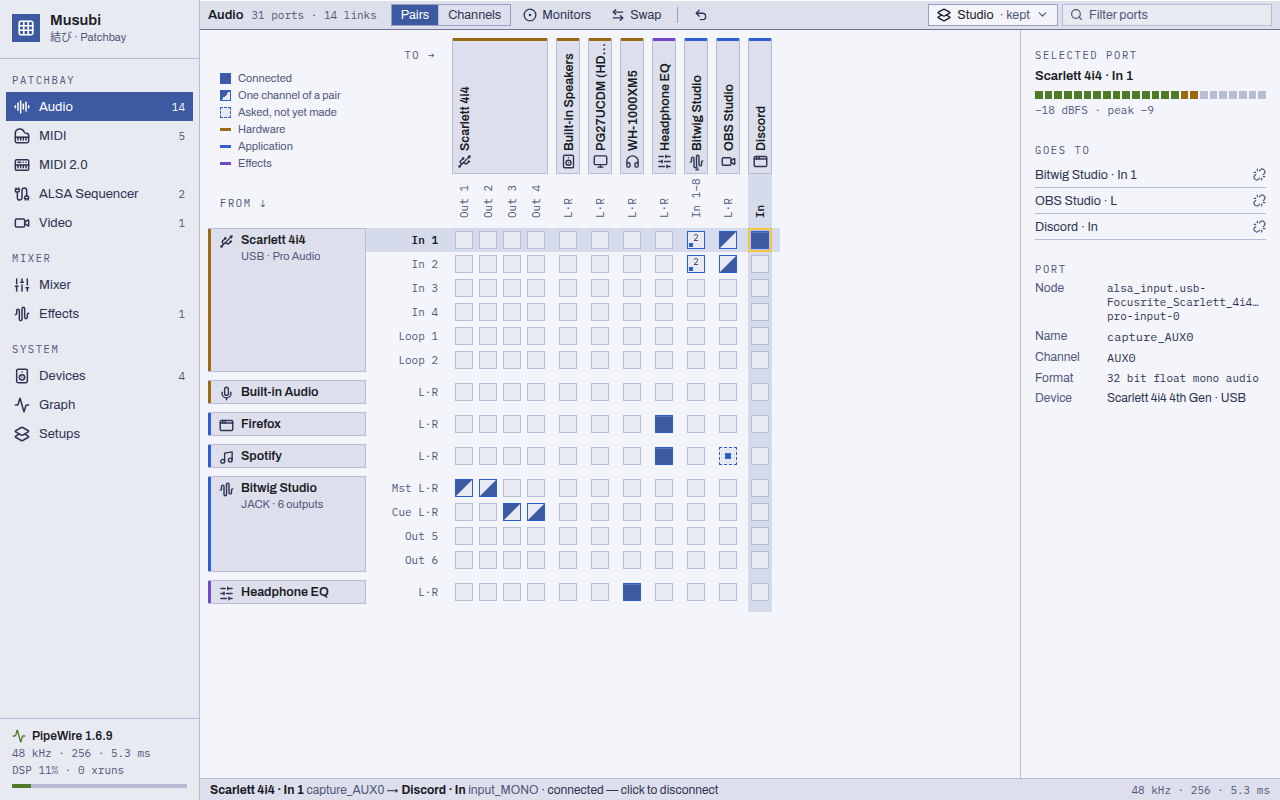 Musubi
結び · Patchbay
PATCHBAY
Audio 14
MIDI 5
MIDI 2.0
ALSA Sequencer 2
Video 1
MIXER
Mixer
Effects 1
SYSTEM
Devices 4
Graph
Setups
PipeWire 1.6.9
48 kHz · 256 · 5.3 ms
DSP 11% · 0 xruns
Audio 31 ports · 14 links Pairs Channels Monitors Swap Studio · kept Filter ports
TO →
Connected
One channel of a pair
Asked, not yet made
Hardware
Application
Effects
FROM ↓
Scarlett 4i4
Built-in Speakers
PG27UCDM (HD…
WH-1000XM5
Headphone EQ
Bitwig Studio
OBS Studio
Discord
Out 1
Out 2
Out 3
Out 4
L·R
L·R
L·R
L·R
In 1–8
L·R
In
Scarlett 4i4
USB · Pro Audio
In 1 2
In 2 2
In 3
In 4
Loop 1
Loop 2
Built-in Audio L·R
Firefox L·R
Spotify L·R
Bitwig Studio
JACK · 6 outputs
Mst L·R
Cue L·R
Out 5
Out 6
Headphone EQ L·R
SELECTED PORT
Scarlett 4i4 · In 1
−18 dBFS · peak −9
GOES TO
Bitwig Studio · In 1
OBS Studio · L
Discord · In
PORT
Node alsa_input.usb-
Focusrite_Scarlett_4i4…
pro-input-0
Name capture_AUX0
Channel AUX0
Format 32 bit float mono audio
Device Scarlett 4i4 4th Gen · USB
Scarlett 4i4 · In 1 capture_AUX0 → Discord · In input_MONO · connected — click to disconnect
48 kHz · 256 · 5.3 ms